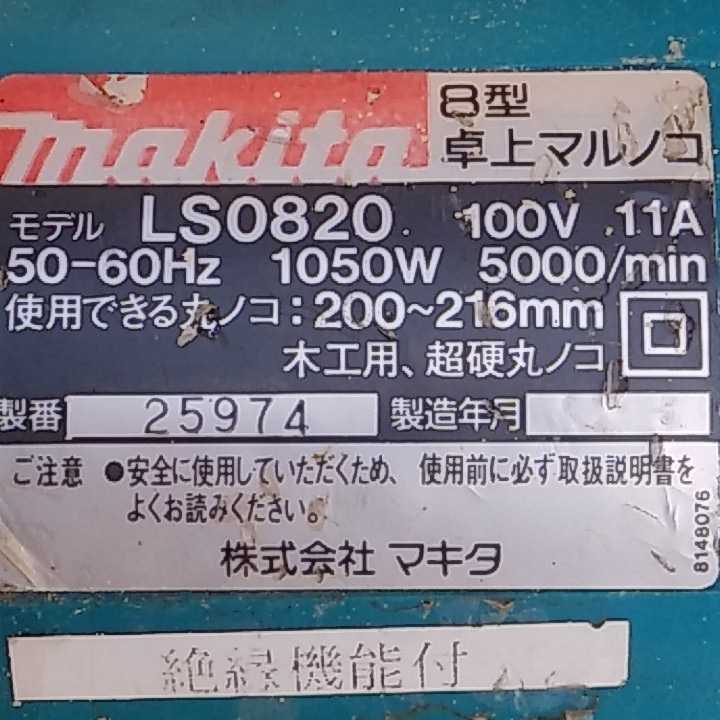 makita
8型
卓上マルノコ
モデル LS0820 100V 11A
50-60Hz 1050W 5000/min
使用できる丸ノコ:200~216mm
木工用、超硬丸ノコ
製番 25974 製造年月
ご注意 ●安全に使用していただくため、使用前に必ず取扱説明書を
よくお読みください。
株式会社 マキタ
8148076
絶縁機能付